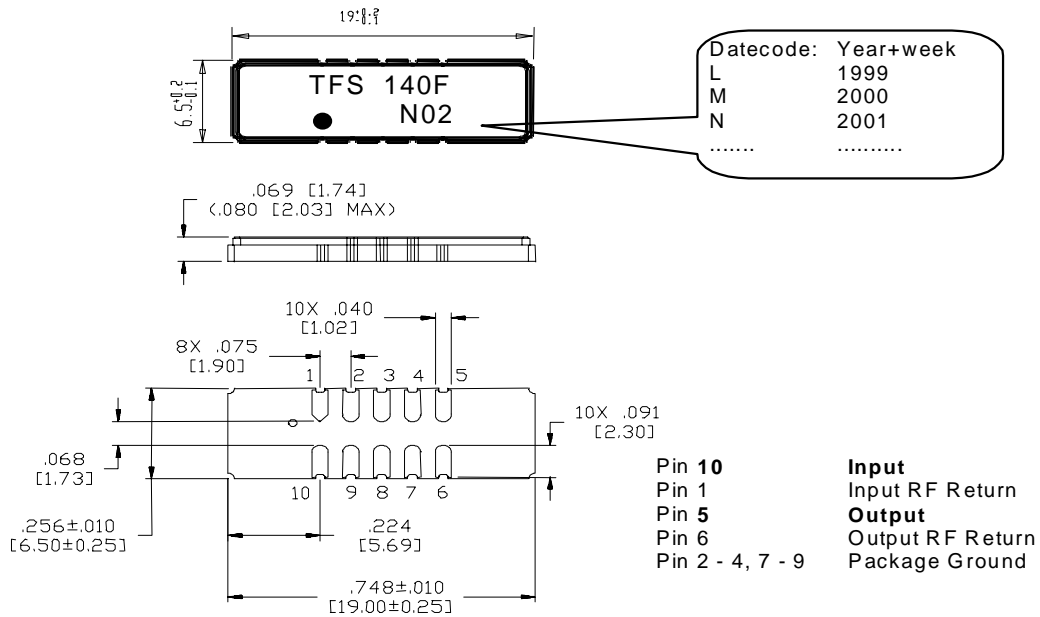 19+0.2
-0.1
6.5+0.2
-0.1
TFS 140F
N02
Datecode: Year+week
L 1999
M 2000
N 2001
....... ..........
.069 [1.74]
(.080 [2.03] MAX)
10X .040
[1.02]
8X .075
[1.90]
1 2 3 4 5
10X .091
[2.30]
.068
[1.73]
10 9 8 7 6
.256±.010
[6.50±0.25]
.224
[5.69]
.748±.010
[19.00±0.25]
Pin 10 Input
Pin 1 Input RF Return
Pin 5 Output
Pin 6 Output RF Return
Pin 2 - 4, 7 - 9 Package Ground